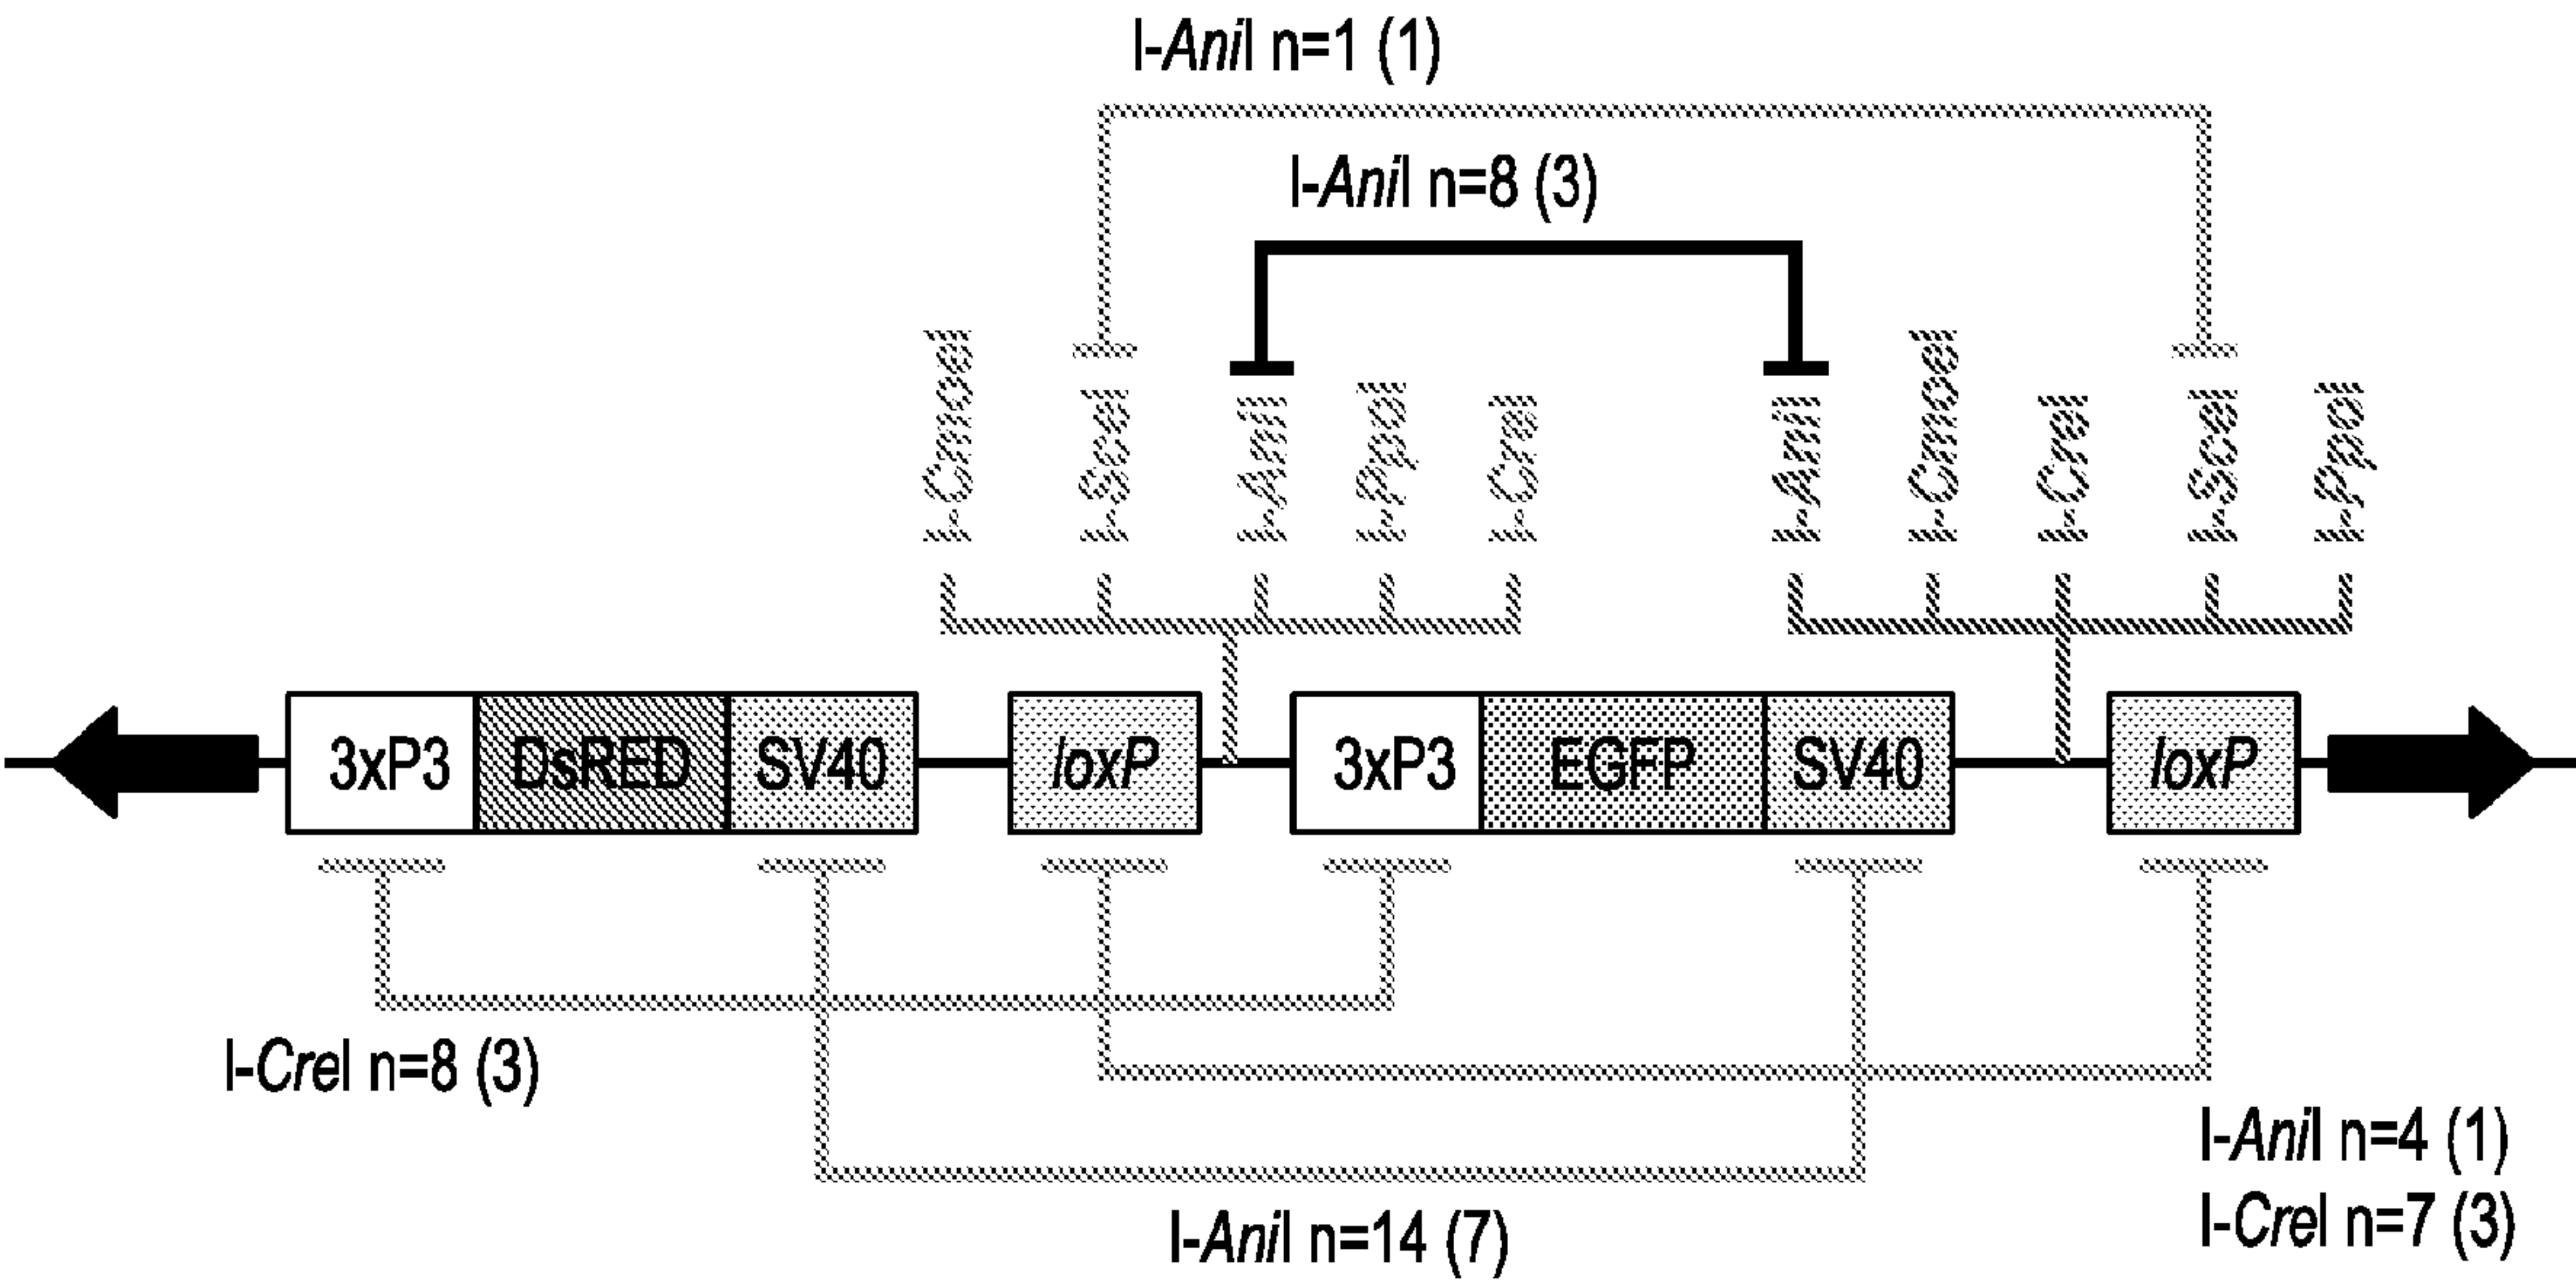 I-AniI n=1 (1)
I-AniI n=8 (3)
I-CmoeI
I-SceI
I-AniI
I-PpoI
I-CreI
I-AniI
I-CmoeI
I-CreI
I-SceI
I-PpoI
3xP3 DsRED SV40 loxP 3xP3 EGFP SV40 loxP
I-CreI n=8 (3)
I-AniI n=4 (1)
I-CreI n=7 (3)
I-AniI n=14 (7)